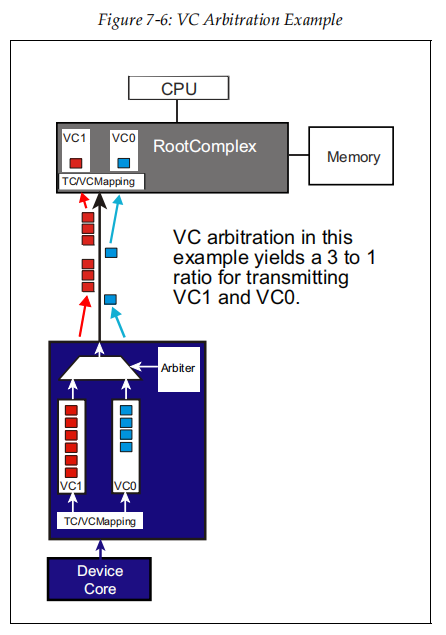 Figure 7-6: VC Arbitration Example
CPU
VC1
VC0
RootComplex
TC/VCMapping
Memory
VC arbitration in this
example yields a 3 to 1
ratio for transmitting
VC1 and VC0.
Arbiter
VC1
VC0
TC/VCMapping
Device
Core